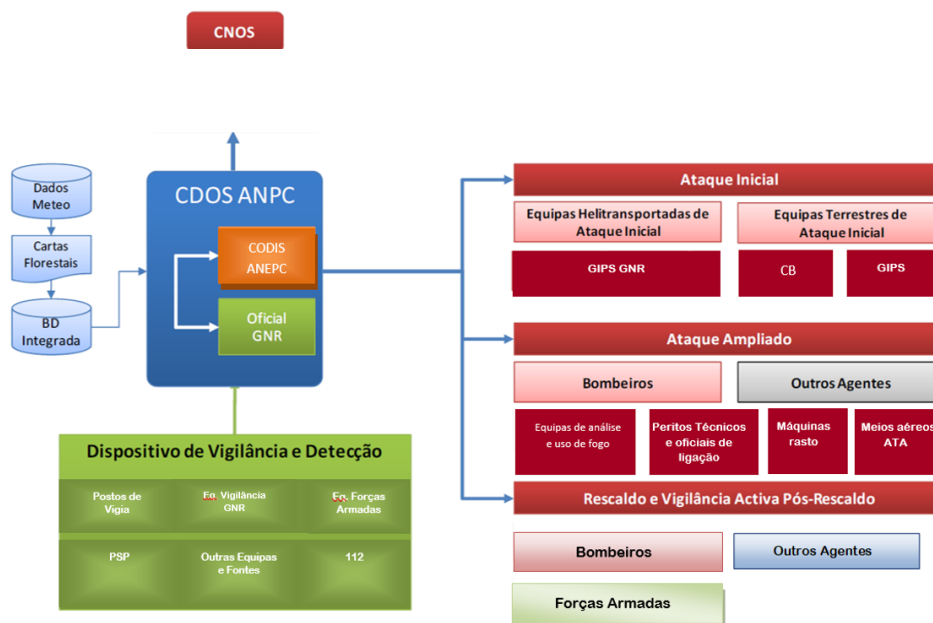 CNOS
Dados
Meteo
Cartas
Florestais
BD
Integrada
CDOS ANPC
CODIS
ANEPC
Oficial
GNR
Dispositivo de Vigilância e Detecção
Postos de
Vigia
Eq. Vigilância
GNR
Eq. Forças
Armadas
PSP
Outras Equipas
e Fontes
112
Ataque Inicial
Equipas Helitransportadas de
Ataque Inicial
Equipas Terrestres de
Ataque Inicial
GIPS GNR
CB
GIPS
Ataque Ampliado
Bombeiros
Outros Agentes
Equipas de análise
e uso de fogo
Peritos Técnicos
e oficiais de
ligação
Máquinas
rasto
Meios aéreos
ATA
Rescaldo e Vigilância Activa Pós-Rescaldo
Bombeiros
Outros Agentes
Forças Armadas